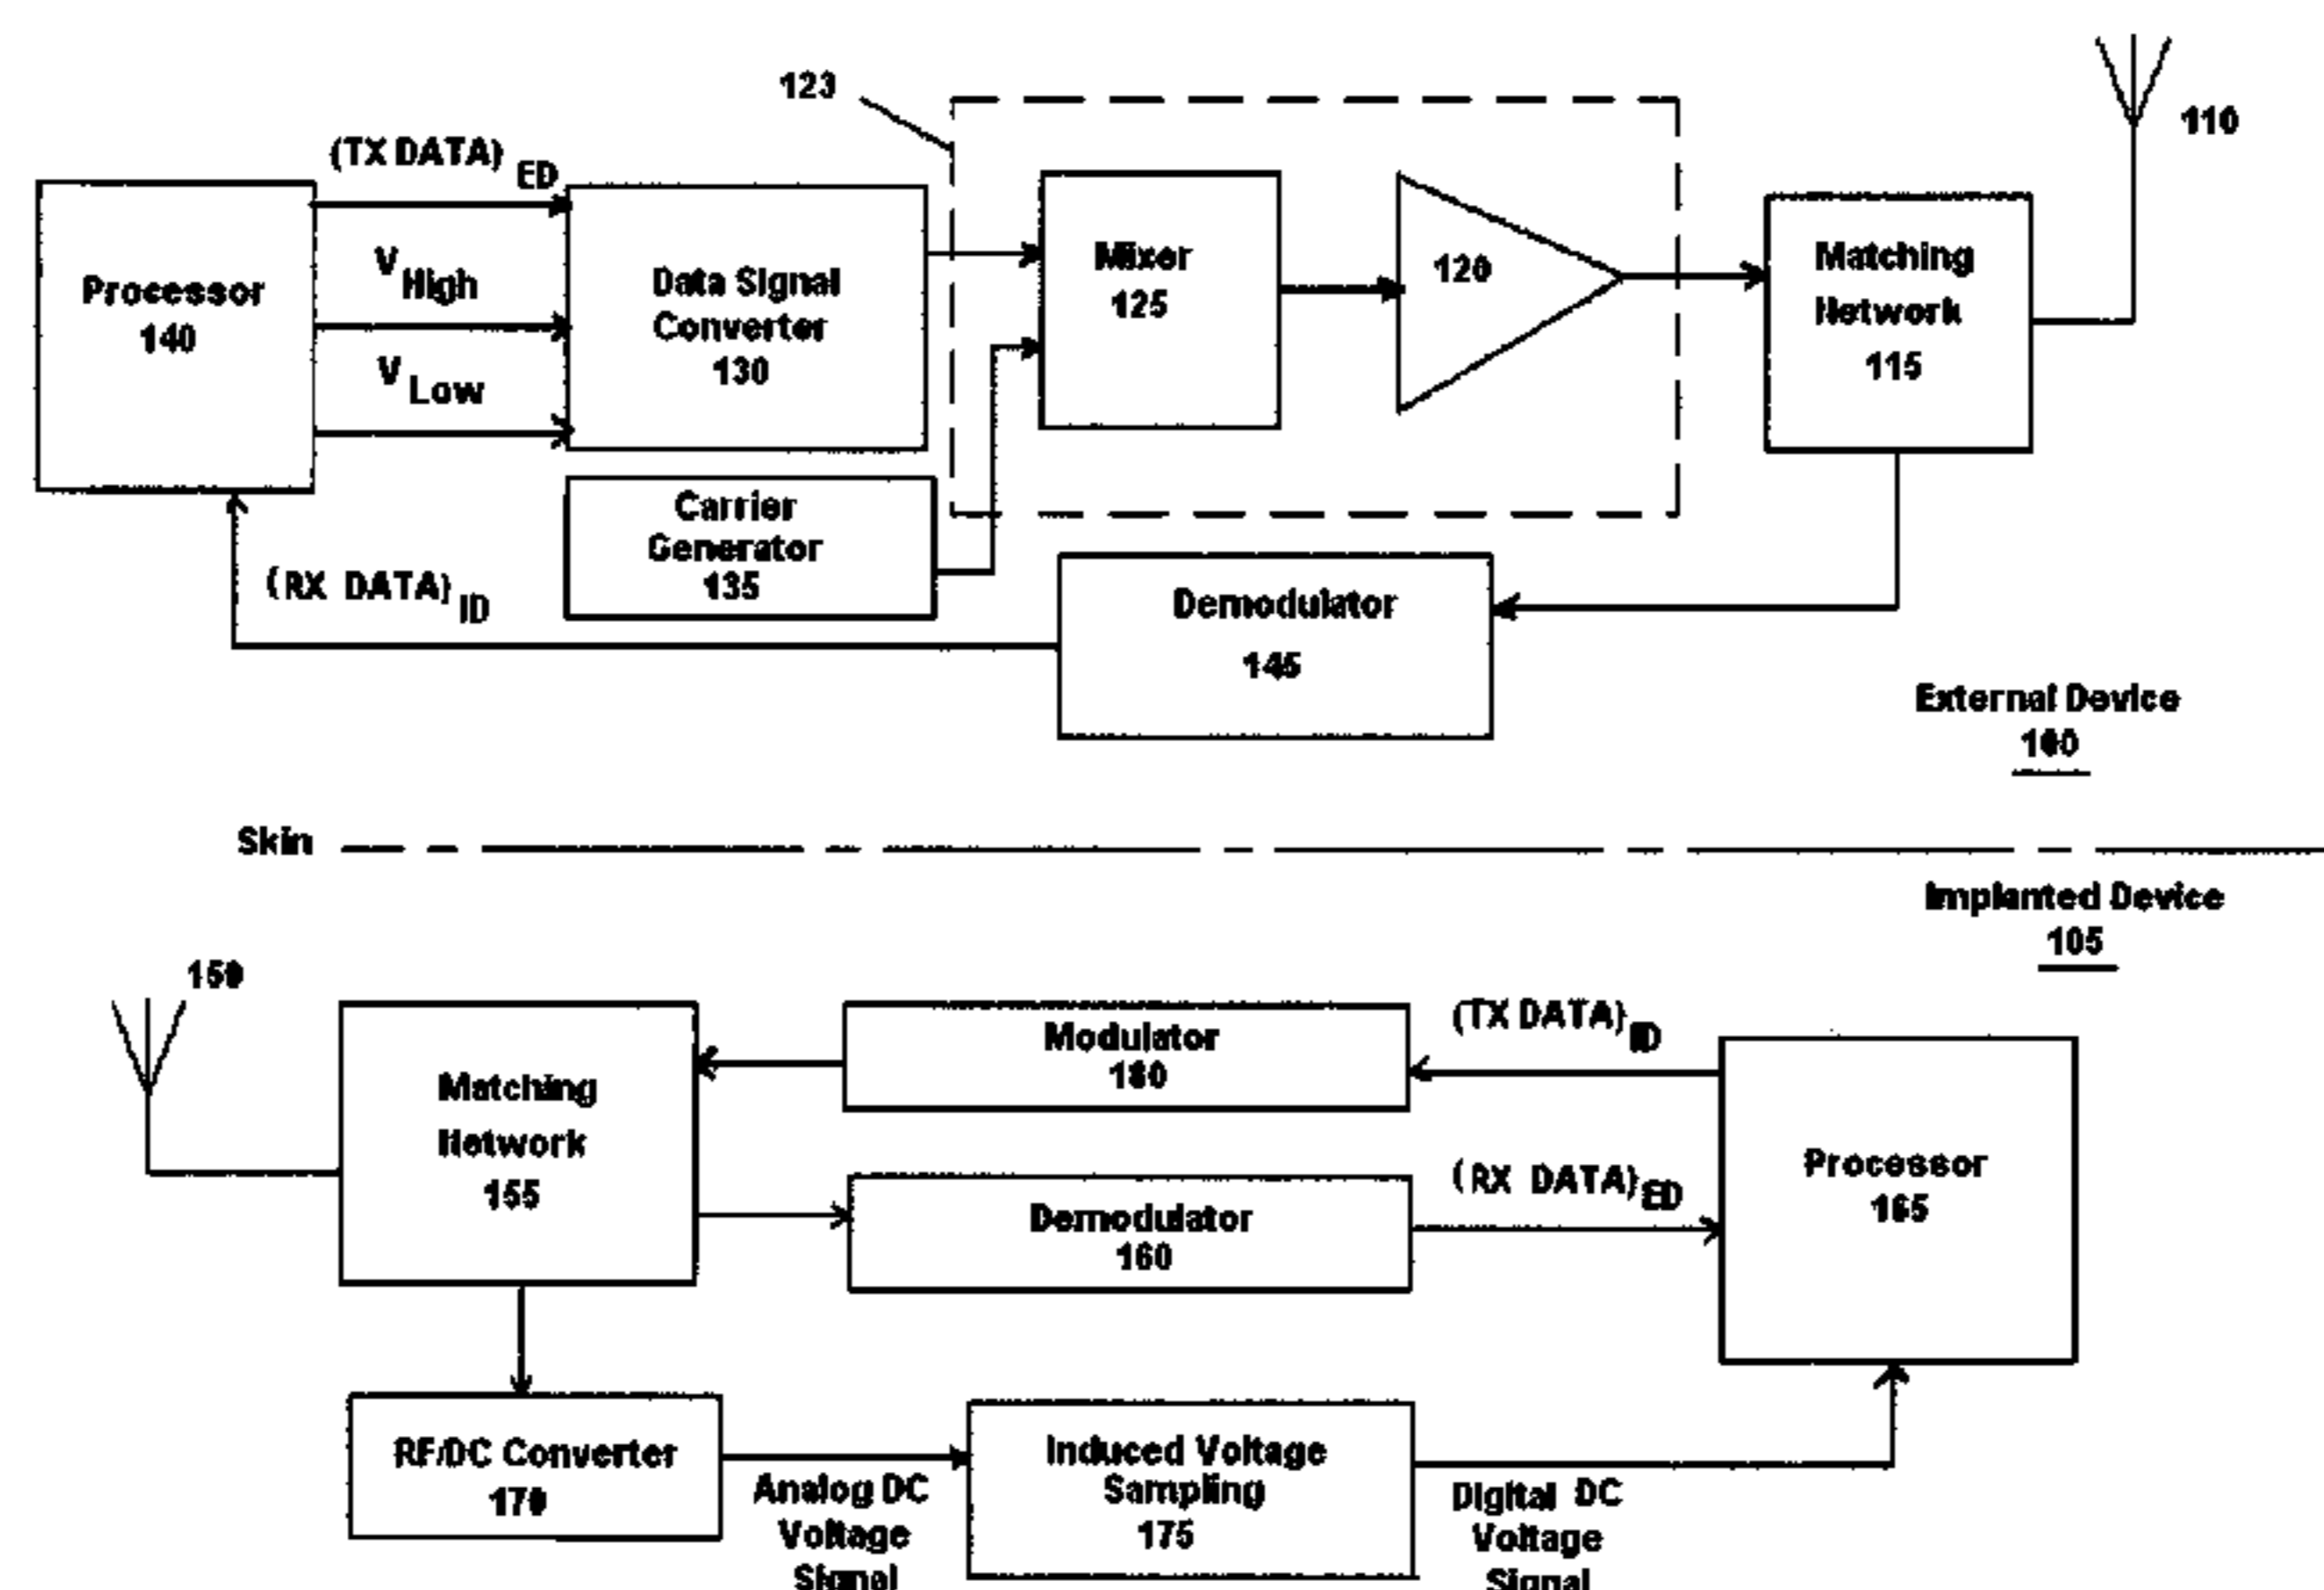 123
110
(TX DATA) ED
Processor
140
V High
V Low
Data Signal
Converter
130
Mixer
125
120
Matching
Network
115
Carrier
Generator
135
(RX DATA) ID
Demodulator
145
External Device
100
Skin
Implanted Device
105
150
Matching
Network
155
Modulator
180
(TX DATA) ID
Demodulator
160
(RX DATA) ED
Processor
165
RF/DC Converter
170
Analog DC
Voltage
Signal
Induced Voltage
Sampling
175
Digital DC
Voltage
Signal